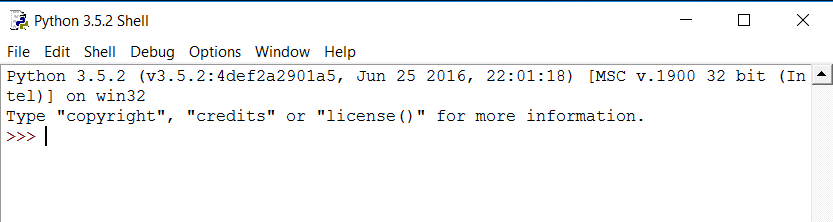 Python 3.5.2 Shell
File Edit Shell Debug Options Window Help
Python 3.5.2 (v3.5.2:4def2a2901a5, Jun 25 2016, 22:01:18) [MSC v.1900 32 bit (In
tel)] on win32
Type "copyright", "credits" or "license()" for more information.
>>>